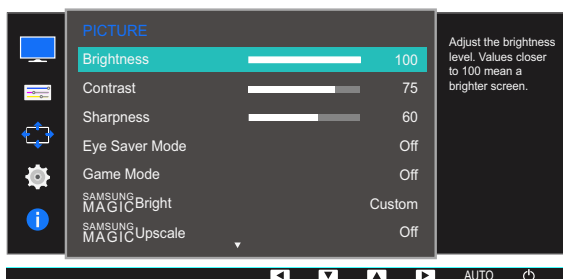 PICTURE
Brightness 100
Contrast 75
Sharpness 60
Eye Saver Mode Off
Game Mode Off
SAMSUNG MAGIC Bright Custom
SAMSUNG MAGIC Upscale Off
Adjust the brightness
level. Values closer
to 100 mean a
brighter screen.
AUTO